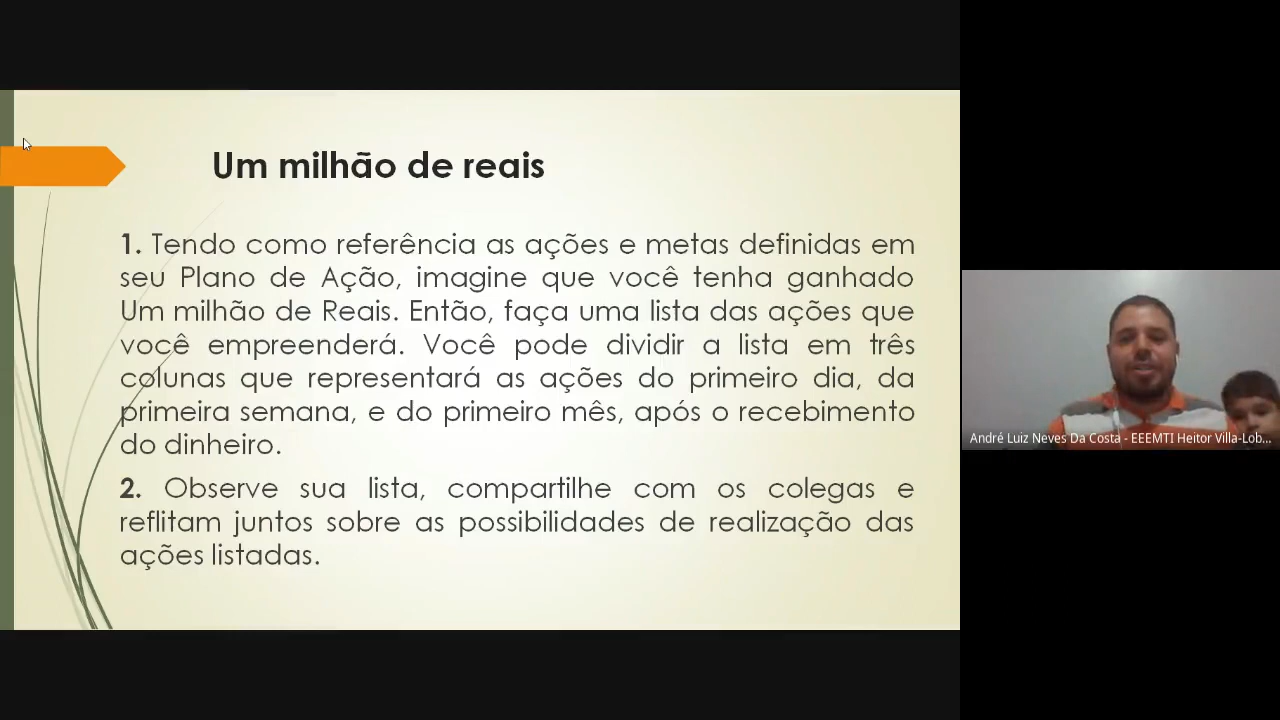 Um milhão de reais
1. Tendo como referência as ações e metas definidas em
seu Plano de Ação, imagine que você tenha ganhado
Um milhão de Reais. Então, faça uma lista das ações que
você empreenderá. Você pode dividir a lista em três
colunas que representará as ações do primeiro dia, da
primeira semana, e do primeiro mês, após o recebimento
do dinheiro.
2. Observe sua lista, compartilhe com os colegas e
reflitam juntos sobre as possibilidades de realização das
ações listadas.
André Luiz Neves Da Costa - EEEMTI Heitor Villa-Lob...